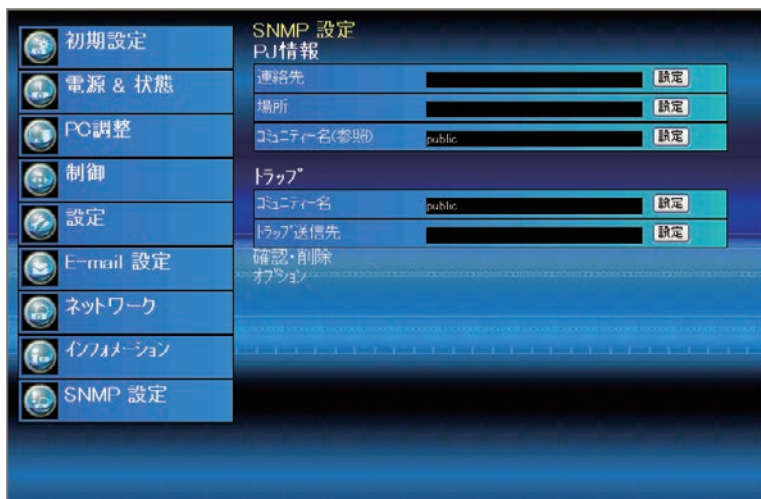 初期設定
電源 & 状態
PC調整
制御
設定
E-mail 設定
ネットワーク
インフォメーション
SNMP 設定
SNMP 設定
PJ情報
連絡先 設定
場所 設定
コミュニティー名(参照) public 設定
トラップ
コミュニティー名 public 設定
トラップ送信先 設定
確認・削除
オプション